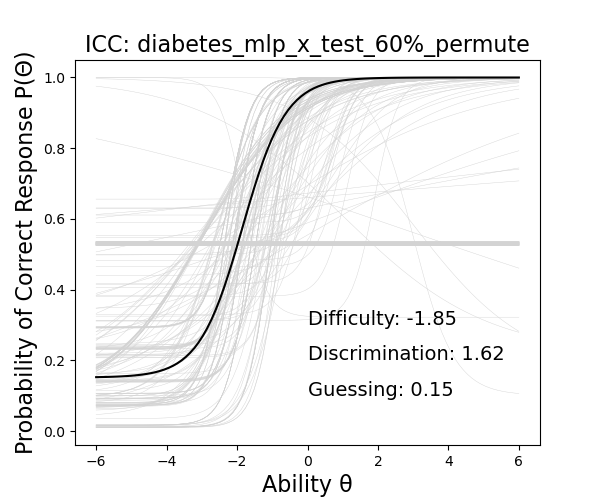 ICC: diabetes_mlp_x_test_60%_permute
Probability of Correct Response P(Θ)
1.0
0.8
0.6
0.4
0.2
0.0
Difficulty: -1.85
Discrimination: 1.62
Guessing: 0.15
−6 −4 −2 0 2 4 6
Ability θ